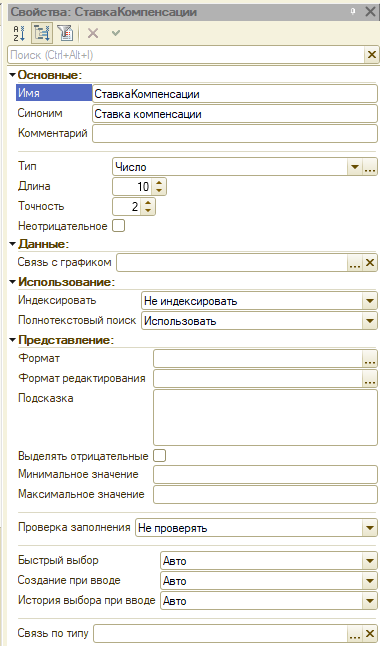 Свойства: СтавкаКомпенсации
Поиск (Ctrl+Alt+I)
Основные:
Имя СтавкаКомпенсации
Синоним Ставка компенсации
Комментарий
Тип Число
Длина 10
Точность 2
Неотрицательное
Данные:
Связь с графиком
Использование:
Индексировать Не индексировать
Полнотекстовый поиск Использовать
Представление:
Формат
Формат редактирования
Подсказка
Выделять отрицательные
Минимальное значение
Максимальное значение
Проверка заполнения Не проверять
Быстрый выбор Авто
Создание при вводе Авто
История выбора при вводе Авто
Связь по типу